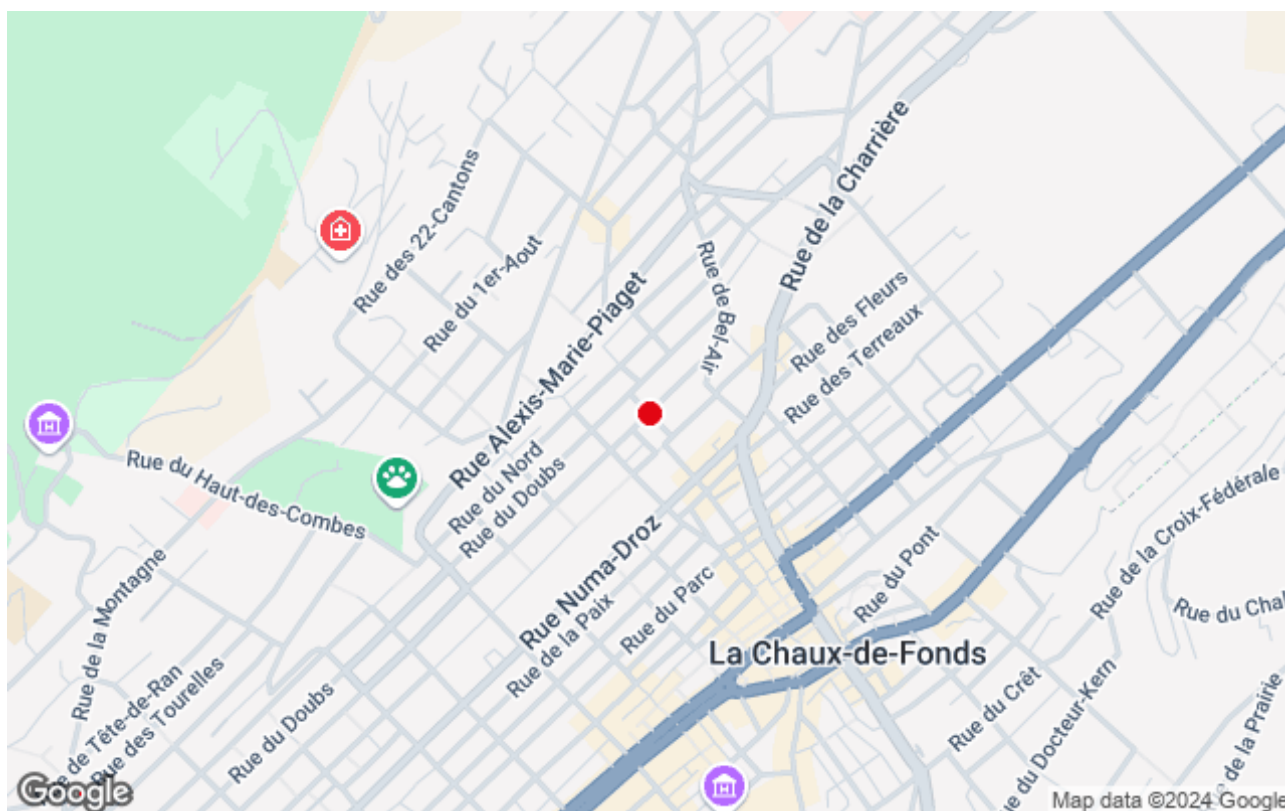 Rue des 22-Cantons
Rue du 1er-Aout
Rue Alexis-Marie-Piaget
Rue de Bel-Air
Rue de la Charrière
Rue des Fleurs
Rue des Terreaux
Rue du Haut-des-Combes
Rue du Nord
Rue du Doubs
Rue Numa-Droz
Rue de la Paix
Rue du Parc
Rue du Pont
Rue de la Croix-Fédérale
Rue du Chal
La Chaux-de-Fonds
Rue de la Montagne
de Tête-de-Ran
Rue des Tourelles
Rue du Doubs
Rue du Crêt
du Docteur-Kern
de la Prairie
H
H
Google
Map data ©2024 Google